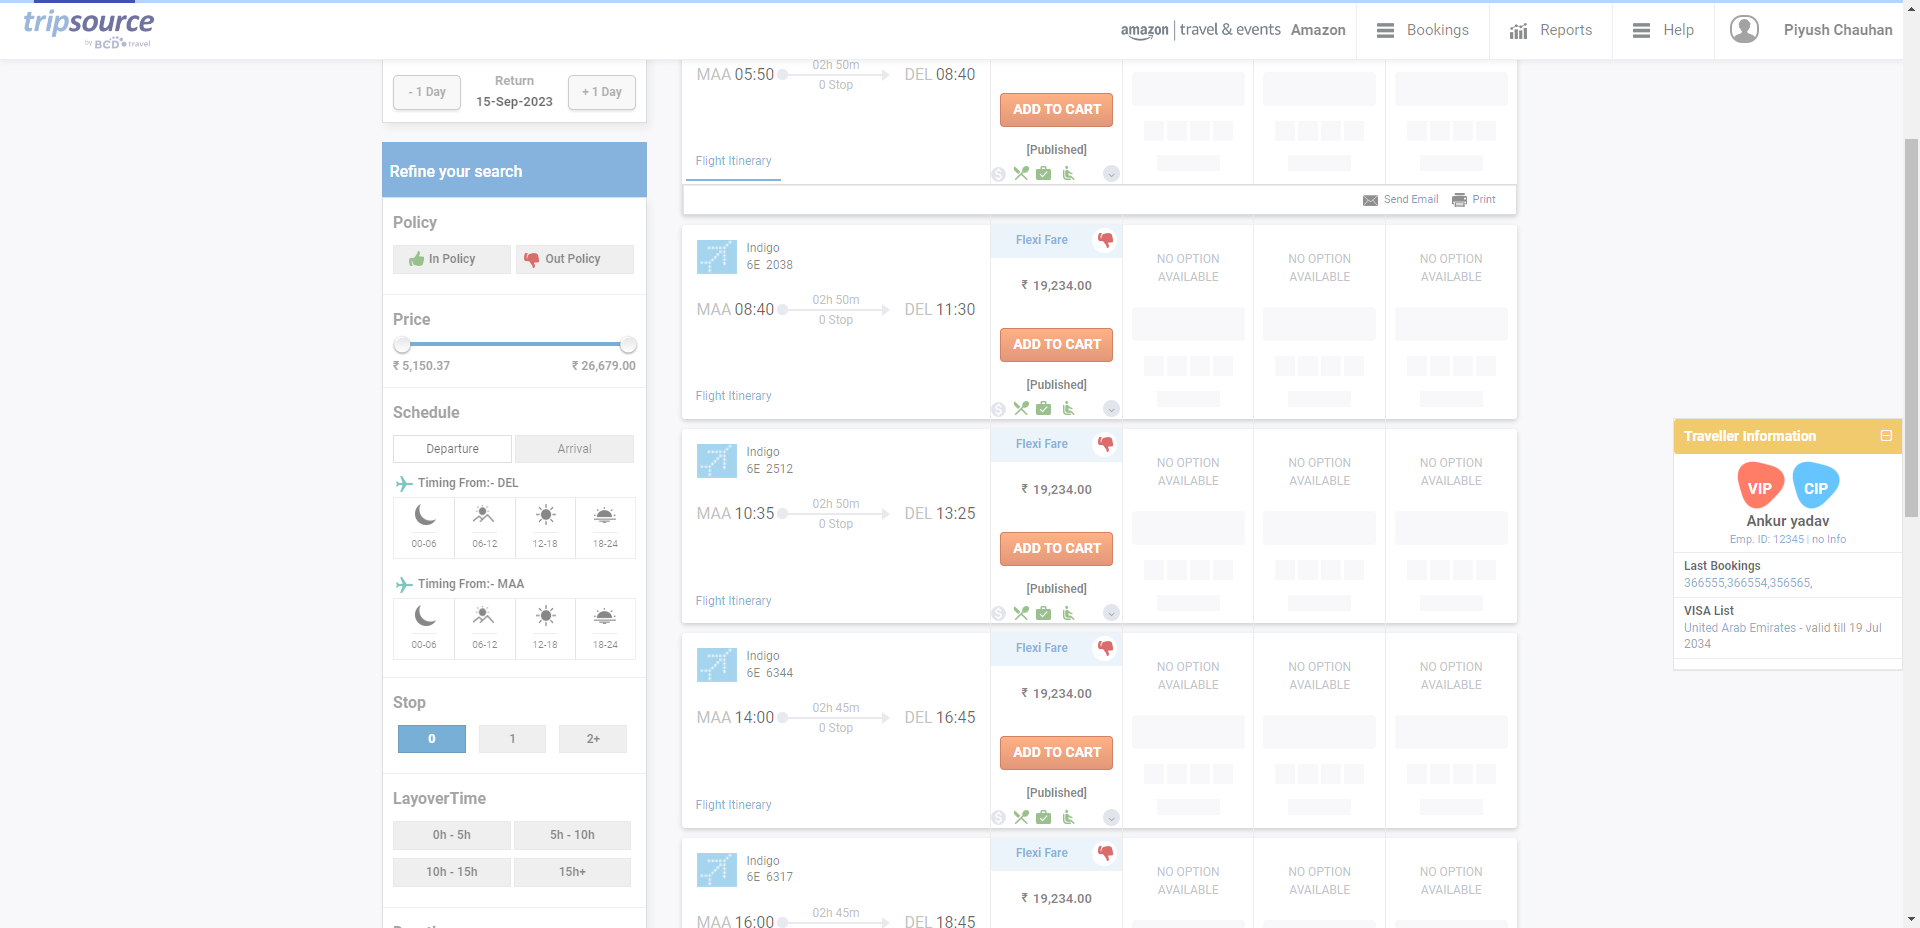 tripsource
by BCD travel
amazon | travel & events Amazon
Bookings
Reports
Help
Piyush Chauhan
- 1 Day
Return
15-Sep-2023
+ 1 Day
Refine your search
Policy
In Policy
Out Policy
Price
₹ 5,150.37
₹ 26,679.00
Schedule
Departure
Arrival
Timing From:- DEL
00-06
06-12
12-18
18-24
Timing From:- MAA
00-06
06-12
12-18
18-24
Stop
0
1
2+
LayoverTime
0h - 5h
5h - 10h
10h - 15h
15h+
MAA 05:50
02h 50m
0 Stop
DEL 08:40
ADD TO CART
[Published]
Flight Itinerary
Send Email
Print
Indigo
6E 2038
MAA 08:40
02h 50m
0 Stop
DEL 11:30
Flight Itinerary
Flexi Fare
₹ 19,234.00
ADD TO CART
[Published]
NO OPTION
AVAILABLE
NO OPTION
AVAILABLE
NO OPTION
AVAILABLE
Indigo
6E 2512
MAA 10:35
02h 50m
0 Stop
DEL 13:25
Flight Itinerary
Flexi Fare
₹ 19,234.00
ADD TO CART
[Published]
NO OPTION
AVAILABLE
NO OPTION
AVAILABLE
NO OPTION
AVAILABLE
Indigo
6E 6344
MAA 14:00
02h 45m
0 Stop
DEL 16:45
Flight Itinerary
Flexi Fare
₹ 19,234.00
ADD TO CART
[Published]
NO OPTION
AVAILABLE
NO OPTION
AVAILABLE
NO OPTION
AVAILABLE
Indigo
6E 6317
MAA 16:00
02h 45m
DEL 18:45
Flexi Fare
₹ 19,234.00
NO OPTION
AVAILABLE
NO OPTION
AVAILABLE
NO OPTION
AVAILABLE
Traveller Information
VIP
CIP
Ankur yadav
Emp. ID: 12345 | no Info
Last Bookings
366555,366554,356565,
VISA List
United Arab Emirates - valid till 19 Jul
2034